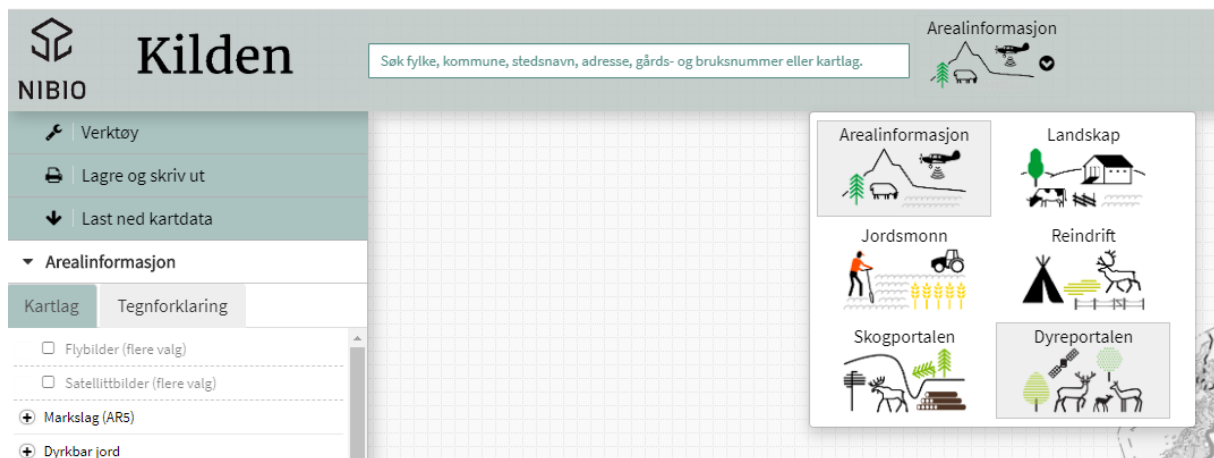 NIBIO
Kilden
Søk fylke, kommune, stedsnavn, adresse, gårds- og bruksnummer eller kartlag.
Arealinformasjon
Verktøy
Lagre og skriv ut
Last ned kartdata
Arealinformasjon
Kartlag
Tegnforklaring
Flybilder (flere valg)
Satellittbilder (flere valg)
Markslag (AR5)
Dyrkbar jord
Arealinformasjon
Landskap
Jordsmonn
Reindrift
Skogportalen
Dyreportalen